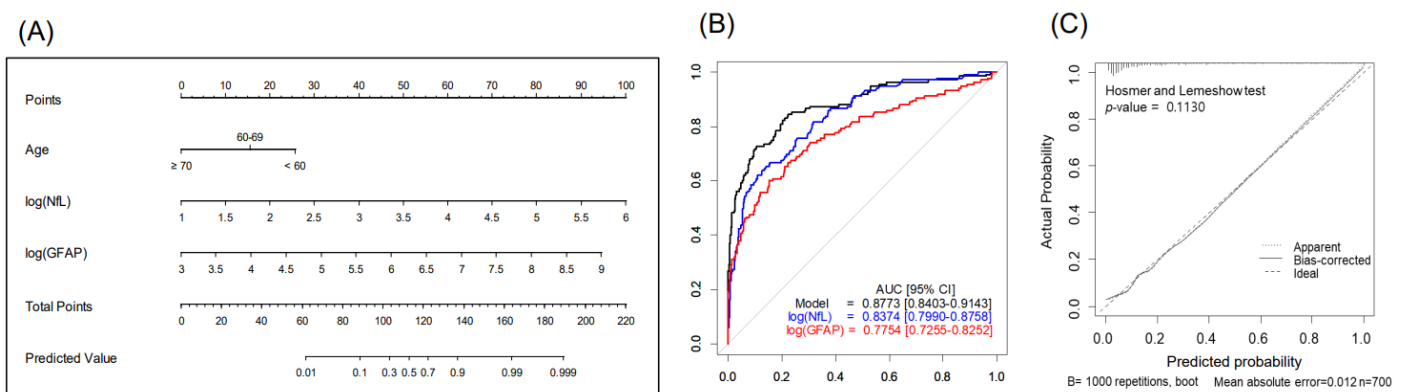 (A)
Points
0 10 20 30 40 50 60 70 80 90 100
Age
60-69
≥ 70 < 60
log(NfL)
1 1.5 2 2.5 3 3.5 4 4.5 5 5.5 6
log(GFAP)
3 3.5 4 4.5 5 5.5 6 6.5 7 7.5 8 8.5 9
Total Points
0 20 40 60 80 100 120 140 160 180 200 220
Predicted Value
0.01 0.1 0.3 0.5 0.7 0.9 0.99 0.999
(B)
1.0
0.8
0.6
0.4
0.2
0.0
AUC [95% CI]
Model = 0.8773 [0.8403-0.9143]
log(NfL) = 0.8374 [0.7990-0.8758]
log(GFAP) = 0.7754 [0.7255-0.8252]
0.0 0.2 0.4 0.6 0.8 1.0
(C)
Hosmer and Lemeshowtest
p-value = 0.1130
Actual Probability
1.0
0.8
0.6
0.4
0.2
0.0
Apparent
Bias-corrected
Ideal
0.0 0.2 0.4 0.6 0.8 1.0
Predicted probability
B= 1000 repetitions, boot Mean absolute error=0.012 n=700